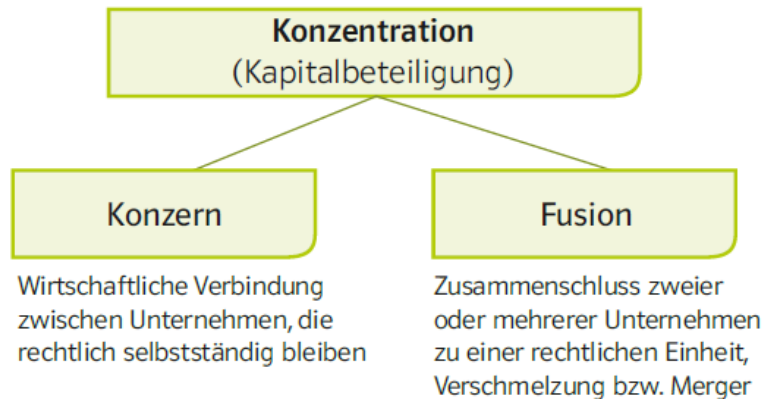 Konzentration
(Kapitalbeteiligung)
Konzern
Fusion
Wirtschaftliche Verbindung
zwischen Unternehmen, die
rechtlich selbstständig bleiben
Zusammenschluss zweier
oder mehrerer Unternehmen
zu einer rechtlichen Einheit,
Verschmelzung bzw. Merger